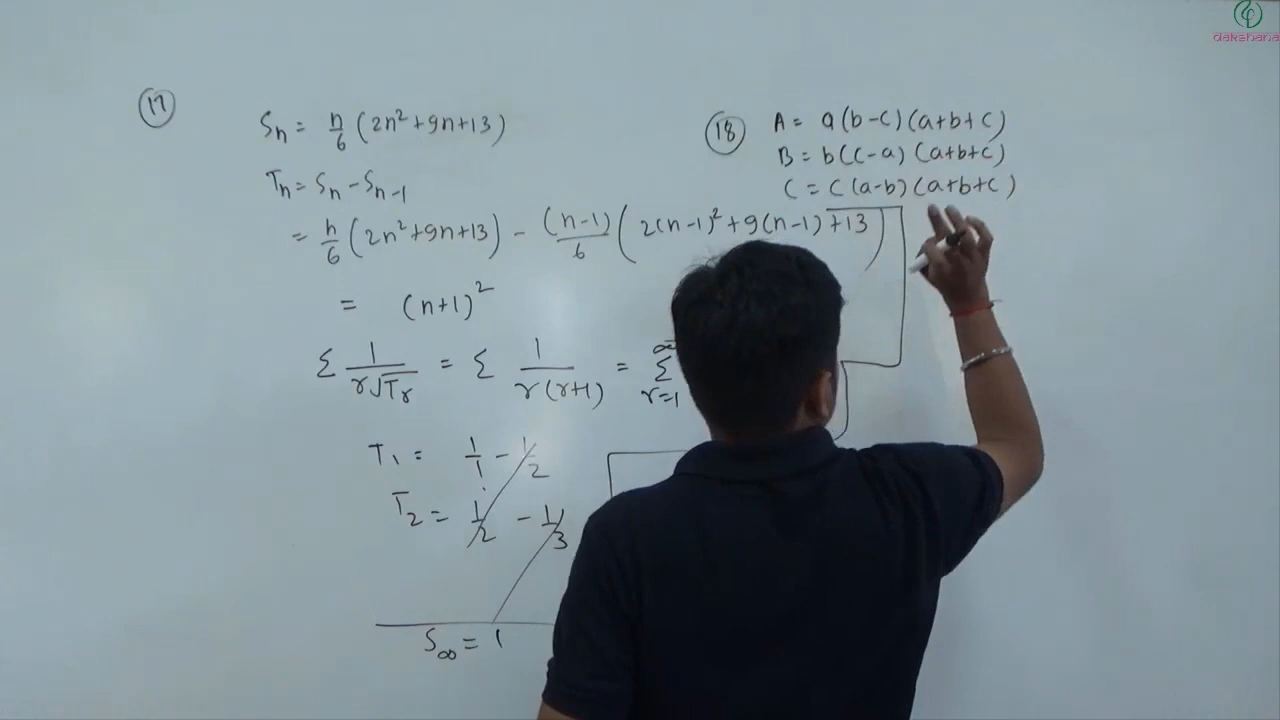 dakshana
(17)
Sn = n/6 (2n² + 9n + 13)
Tn = Sn - Sn-1
= n/6 (2n² + 9n + 13) - (n-1)/6 ( 2(n-1)² + 9(n-1) + 13 )
= (n+1)²
Σ 1/(r√Tr) = Σ 1/(r(r+1)) = Σ r=1 ∞
T1 = 1/1 - 1/2
T2 = 1/2 - 1/3
S∞ = 1
(18)
A = a(b-c)(a+b+c)
B = b(c-a)(a+b+c)
C = c(a-b)(a+b+c)